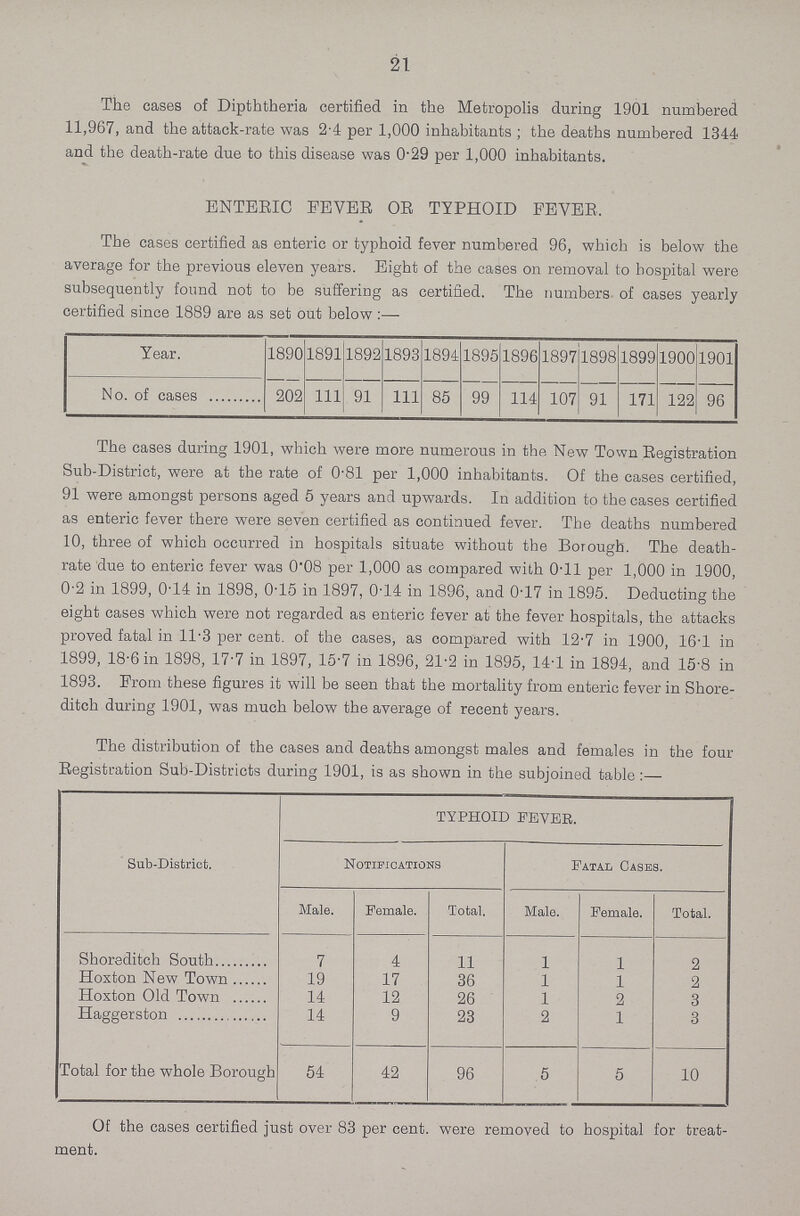 21
The cases of Dipththeria certified in the Metropolis during 1901 numbered
11,967, and the attack-rate was 2·4 per 1,000 inhabitants ; the deaths numbered 1344
and the death-rate due to this disease was 0·29 per 1,000 inhabitants.
ENTERIC FEVER OR TYPHOID FEVER.
The cases certified as enteric or typhoid fever numbered 96, which is below the
average for the previous eleven years. Eight of the cases on removal to hospital were
subsequently found not to be suffering as certified. The numbers of cases yearly
certified since 1889 are as set out below :—
Year. 1890 1891 1892 1893 1894 1895 1896 1897 1898 1899 1900 1901
No. of cases ......... 202 111 91 111 85 99 114 107 91 171 122 96
The cases during 1901, which were more numerous in the New Town Registration
Sub-District, were at the rate of 0·81 per 1,000 inhabitants. Of the cases certified,
91 were amongst persons aged 5 years and upwards. In addition to the cases certified
as enteric fever there were seven certified as continued fever. The deaths numbered
10, three of which occurred in hospitals situate without the Borough. The death-
rate due to enteric fever was 0·08 per 1,000 as compared with 0·11 per 1,000 in 1900,
0·2 in 1899, 0·14 in 1898, 0·15 in 1897, 0·14 in 1896, and 0·17 in 1895. Deducting the
eight cases which were not regarded as enteric fever at the fever hospitals, the attacks
proved fatal in 11·3 per cent. of the cases, as compared with 12·7 in 1900, 16·1 in
1899, 18·6 in 1898, 17·7 in 1897, 15·7 in 1896, 21·2 in 1895, 14·1 in 1894, and 15·8 in
1893. From these figures it will be seen that the mortality from enteric fever in Shore-
ditch during 1901, was much below the average of recent years.
The distribution of the cases and deaths amongst males and females in the four
Registration Sub-Districts during 1901, is as shown in the subjoined table :—
TYPHOID FEVER.
Sub-District. NOTIFICATIONS FATAL CASES.
Male. Female. Total. Male. Female. Total.
Shoreditch South......... 7 4 11 1 1 2
Hoxton New Town ...... 19 17 36 1 1 2
Hoxton Old Town ...... 14 12 26 1 2 3
Haggerston ............... 14 9 23 2 1 3
Total for the whole Borough 54 42 96 5 5 10
Of the cases certified just over 83 per cent. were removed to hospital for treat-
ment.